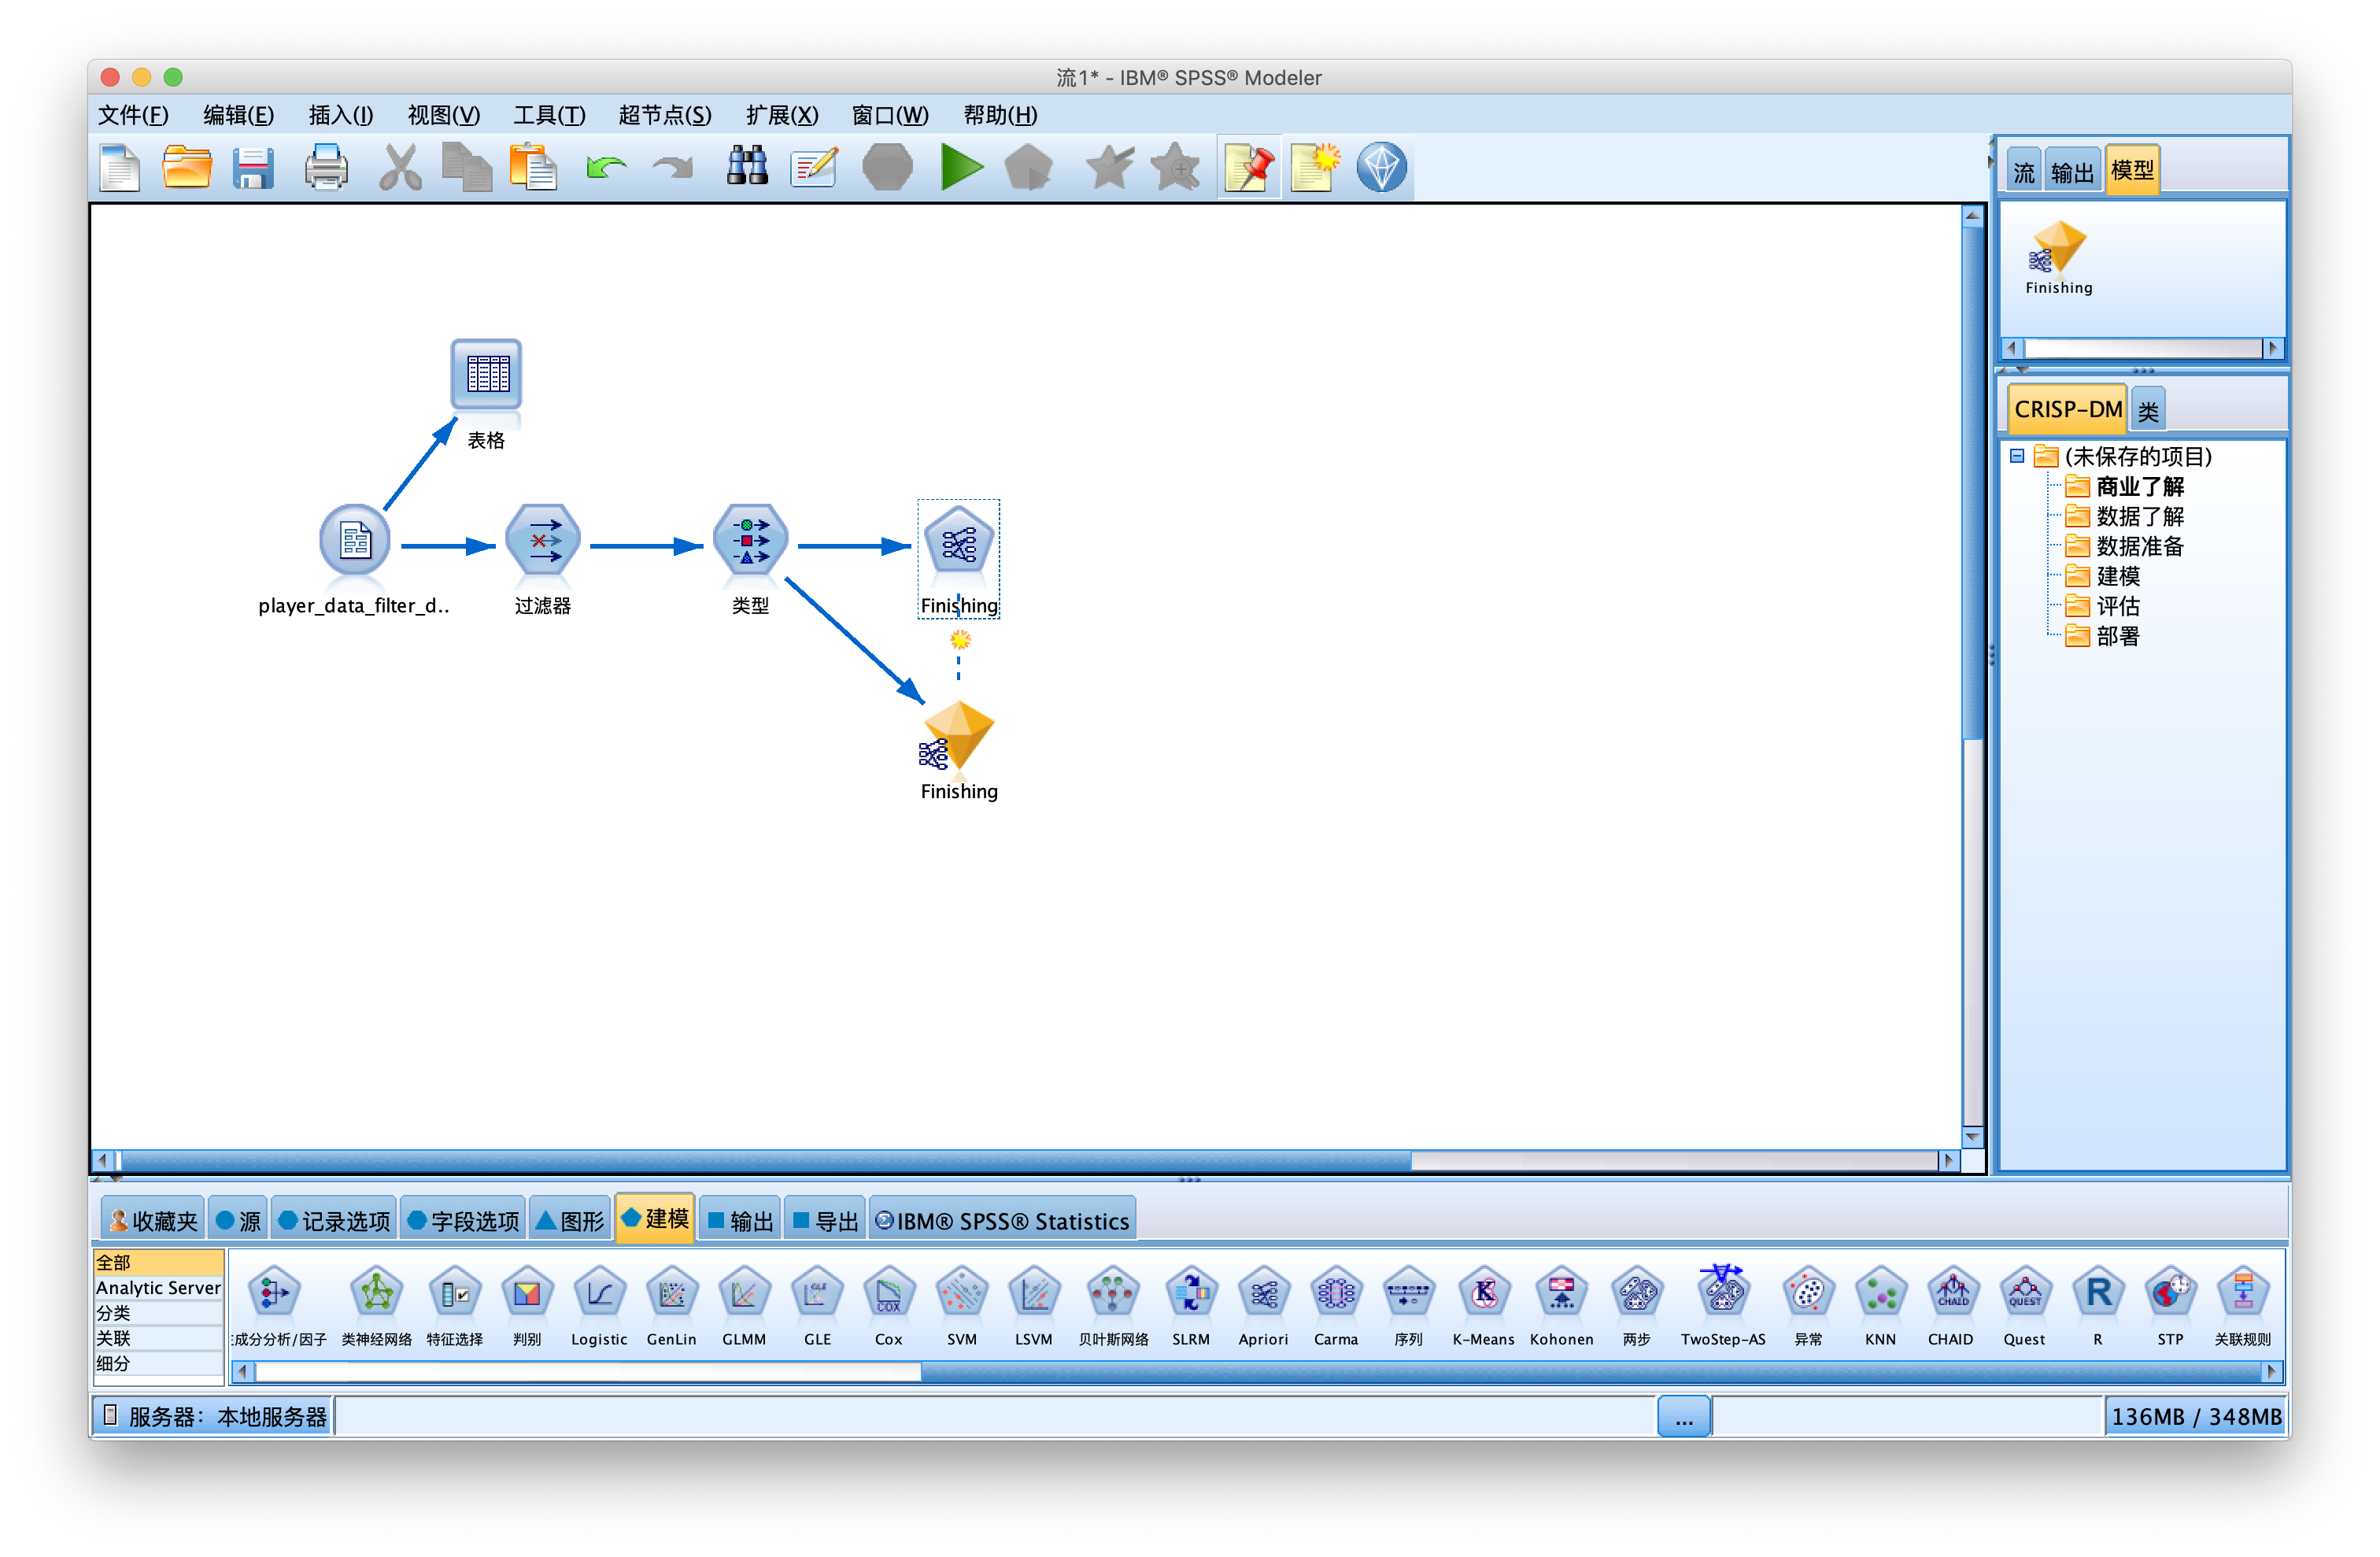 流1* - IBM® SPSS® Modeler
文件(F) 编辑(E) 插入(I) 视图(V) 工具(T) 超节点(S) 扩展(X) 窗口(W) 帮助(H)
流 输出 模型
Finishing
CRISP-DM 类
(未保存的项目)
商业了解
数据了解
数据准备
建模
评估
部署
表格
player_data_filter_d..
过滤器
类型
Finishing
Finishing
收藏夹 源 记录选项 字段选项 图形 建模 输出 导出 IBM® SPSS® Statistics
全部
Analytic Server
分类
关联
细分
成分分析/因子 类神经网络 特征选择 判别 Logistic GenLin GLMM GLE Cox SVM LSVM 贝叶斯网络 SLRM Apriori Carma 序列 K-Means Kohonen 两步 TwoStep-AS 异常 KNN CHAID Quest R STP 关联规则
服务器：本地服务器
...
136MB / 348MB